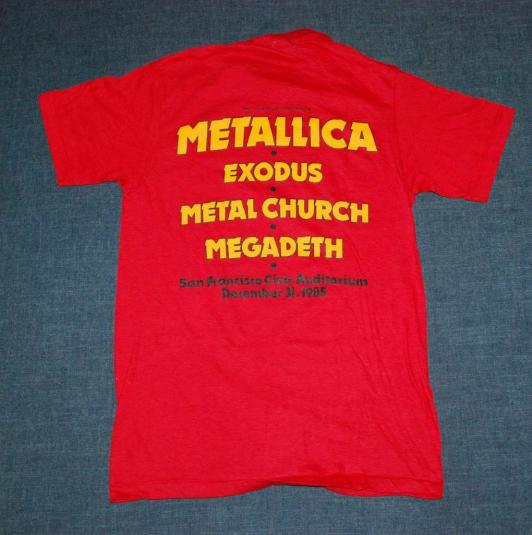 METALLICA
EXODUS
METAL CHURCH
MEGADETH
San Francisco Civic Auditorium
December 31, 1985